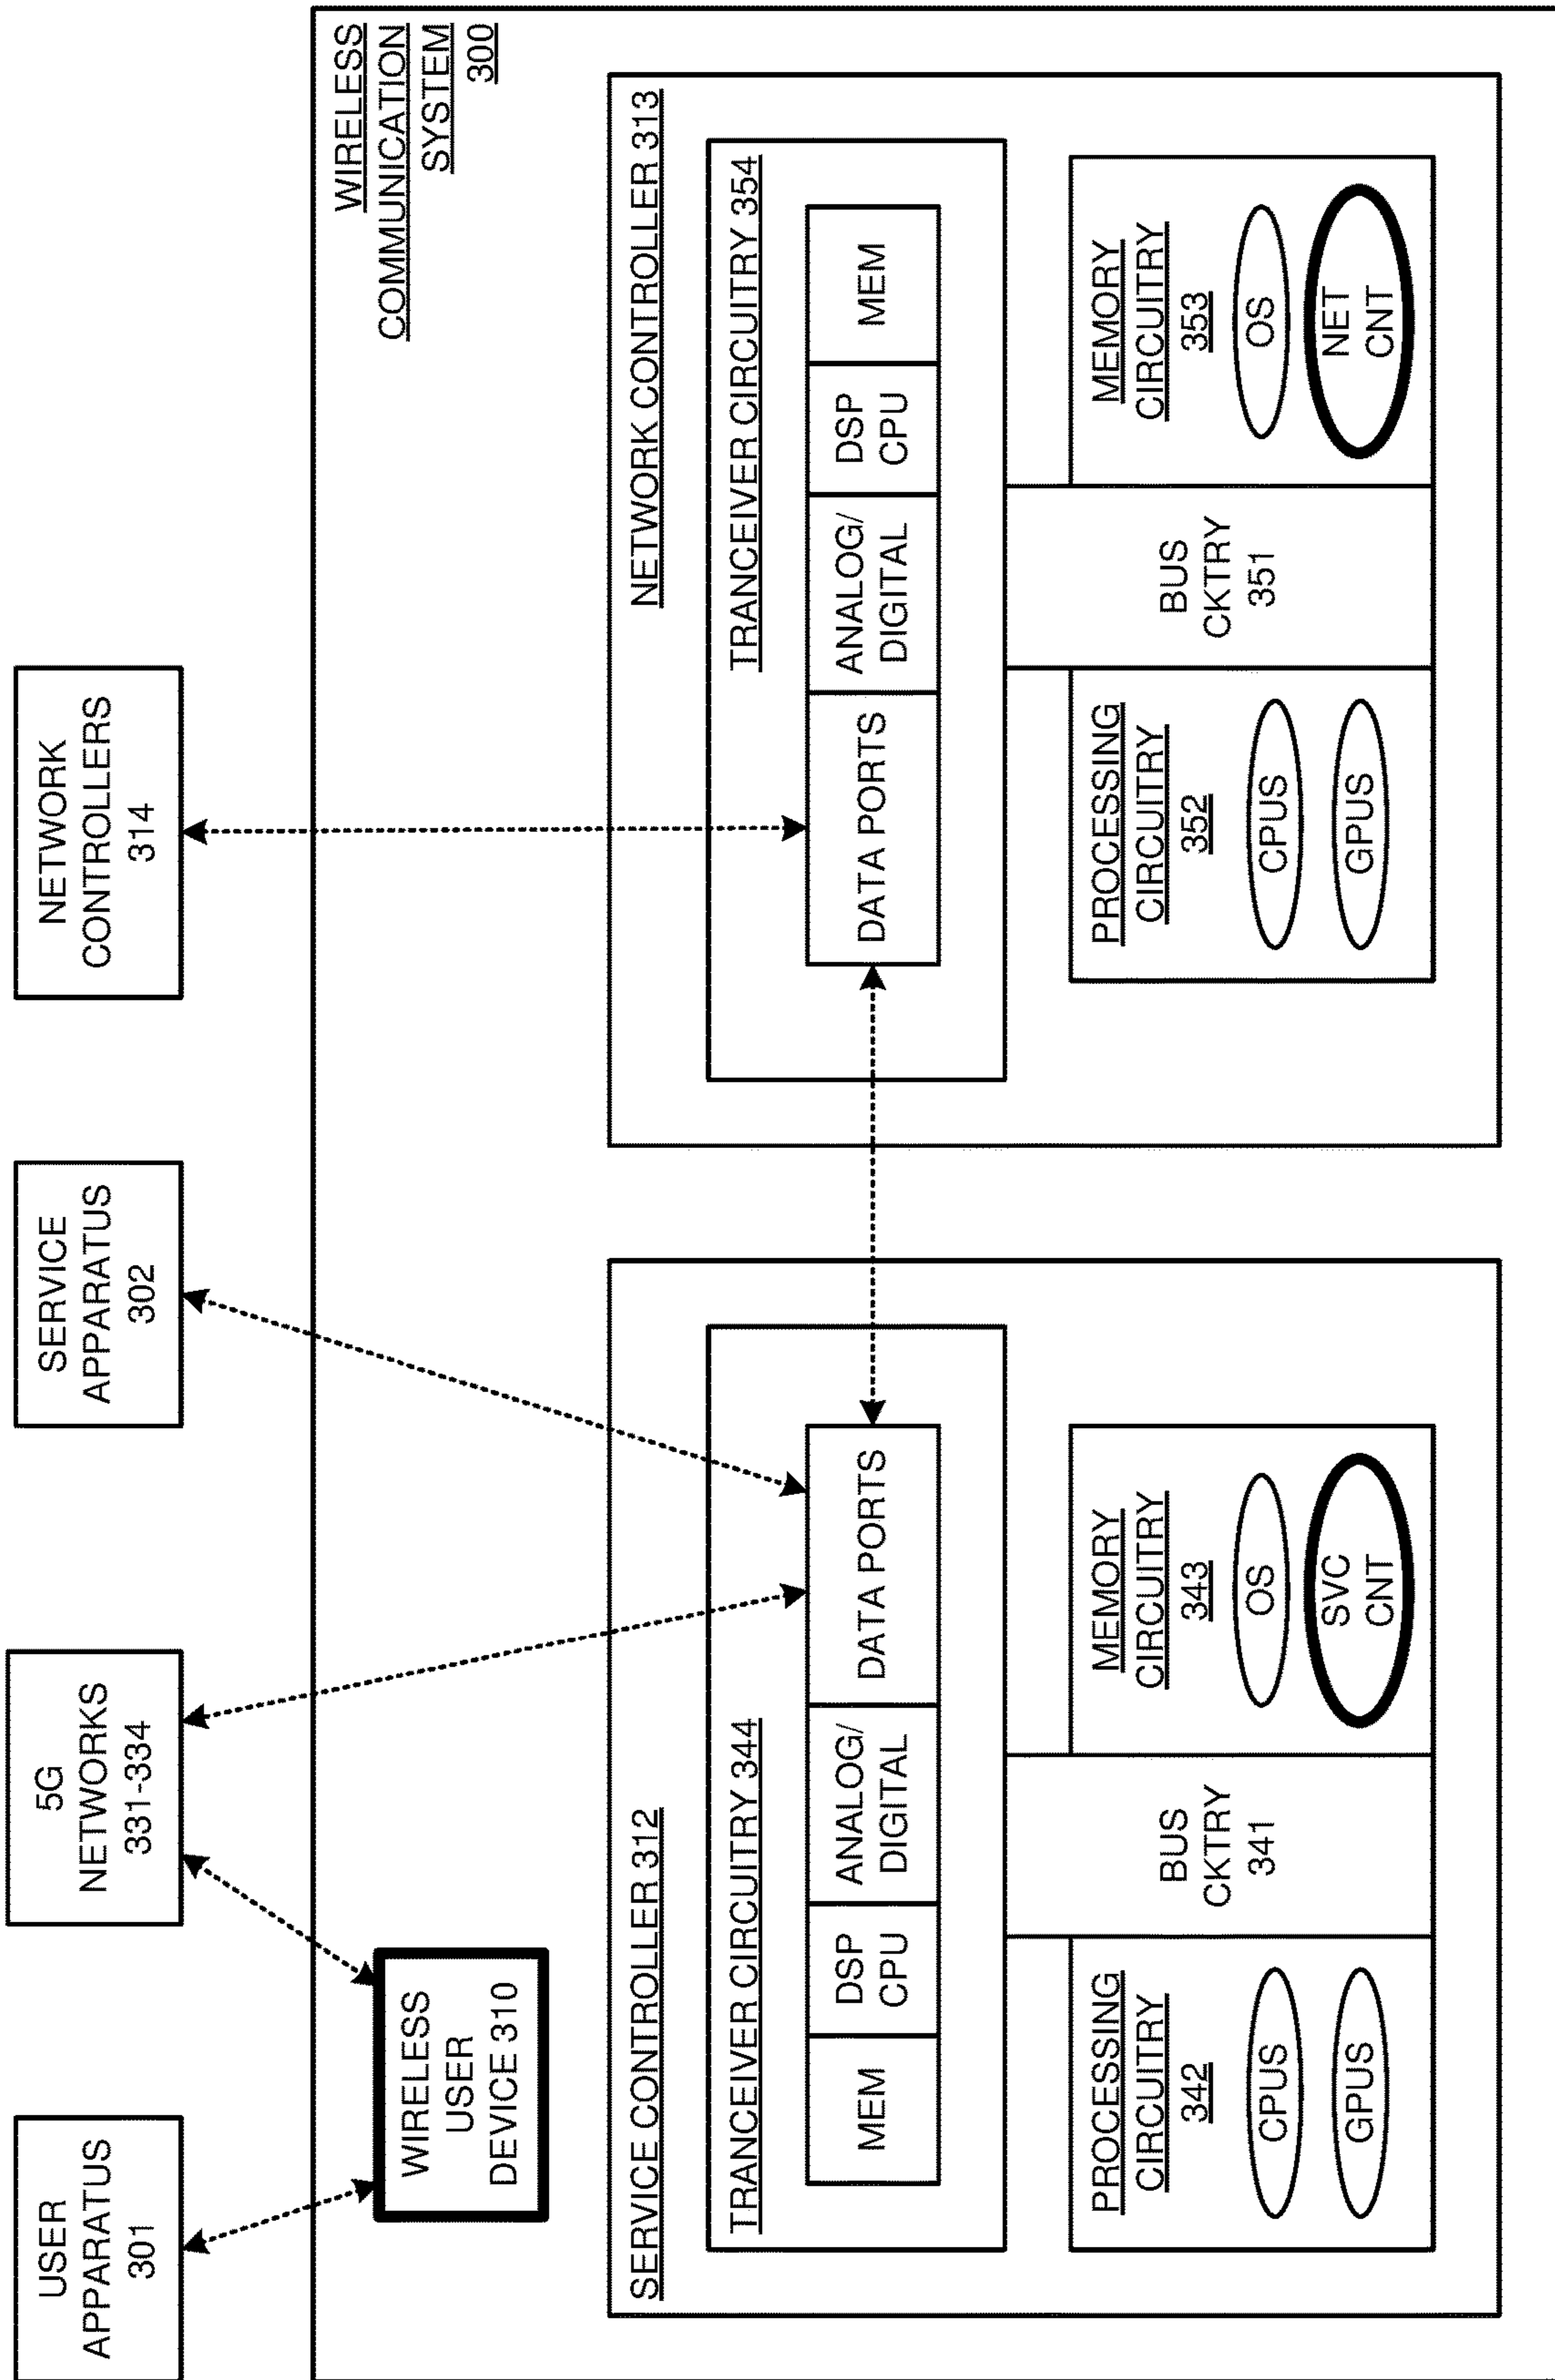 USER
APPARATUS
301
5G
NETWORKS
331-334
SERVICE
APPARATUS
302
NETWORK
CONTROLLERS
314
WIRELESS
COMMUNICATION
SYSTEM
300
WIRELESS
USER
DEVICE 310
SERVICE CONTROLLER 312
TRANCEIVER CIRCUITRY 344
MEM
DSP
CPU
ANALOG/
DIGITAL
DATA PORTS
PROCESSING
CIRCUITRY
342
CPUS
GPUS
BUS
CKTRY
341
MEMORY
CIRCUITRY
343
OS
SVC
CNT
NETWORK CONTROLLER 313
TRANCEIVER CIRCUITRY 354
DATA PORTS
ANALOG/
DIGITAL
DSP
CPU
MEM
PROCESSING
CIRCUITRY
352
CPUS
GPUS
BUS
CKTRY
351
MEMORY
CIRCUITRY
353
OS
NET
CNT